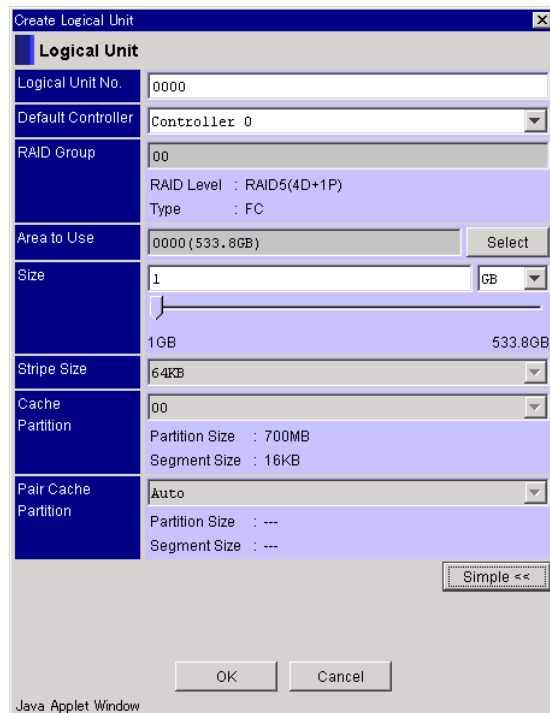 Create Logical Unit
Logical Unit
Logical Unit No. 0000
Default Controller Controller 0
RAID Group 00
RAID Level : RAID5(4D+1P)
Type : FC
Area to Use 0000(533.8GB) Select
Size 1 GB
1GB 533.8GB
Stripe Size 64KB
Cache Partition 00
Partition Size : 700MB
Segment Size : 16KB
Pair Cache Partition Auto
Partition Size : ---
Segment Size : ---
Simple <<
OK Cancel
Java Applet Window